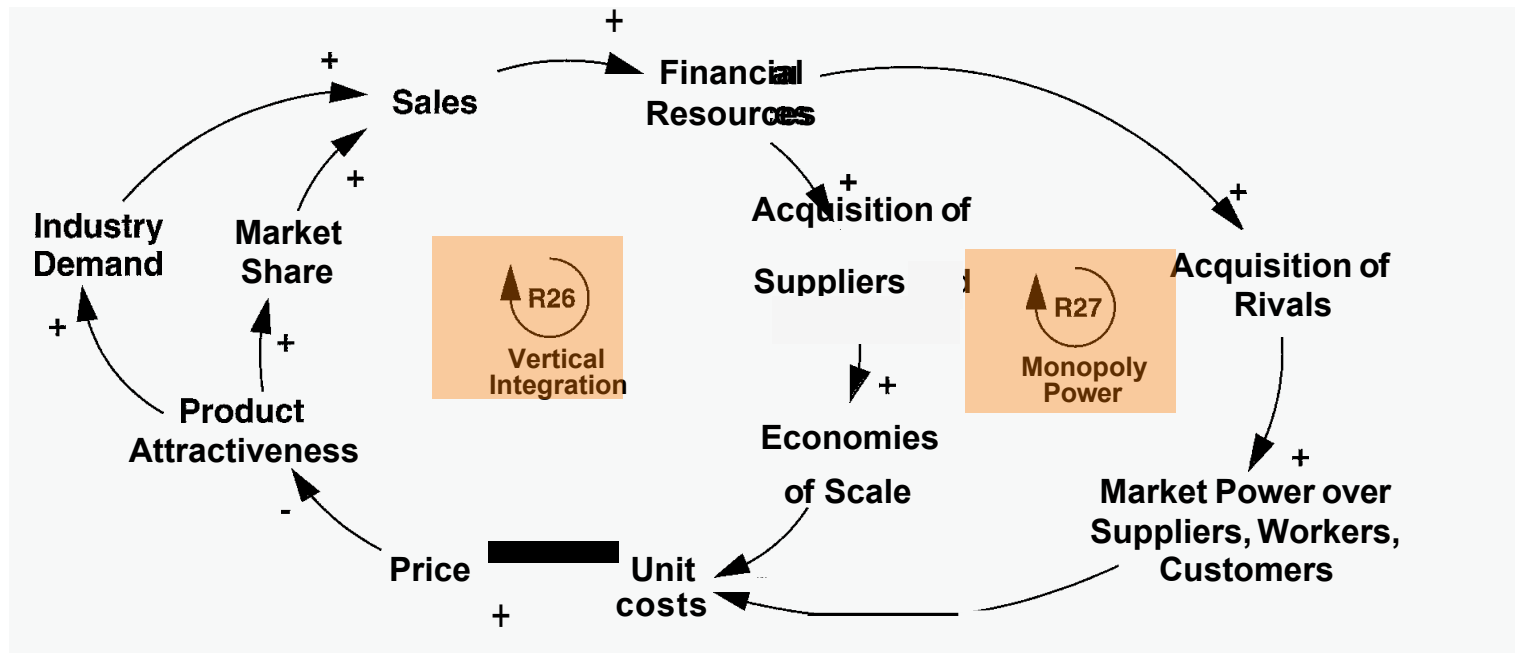 +
+
Sales
Financial
Resources
+
+
+
Industry
Demand
Market
Share
Acquisition of
Suppliers d
Acquisition of
Rivals
R26
Vertical
Integration
R27
Monopoly
Power
+
+
+
Product
Attractiveness
Economies
of Scale
+
Market Power over
Suppliers, Workers,
Customers
-
Price
+
Unit
costs